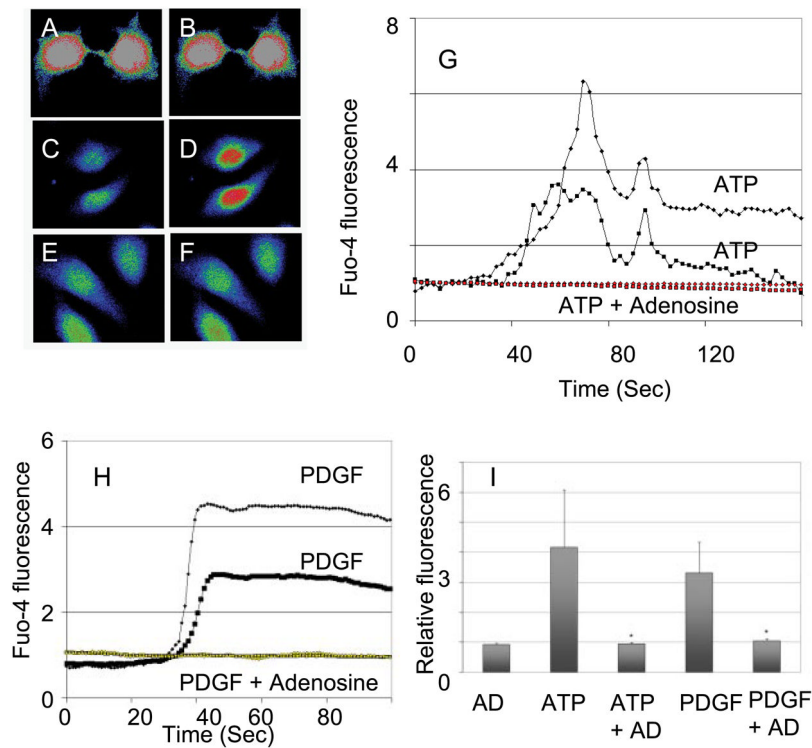 A
B
C
D
E
F
G
8
4
0
Fuo-4 fluorescence
ATP
ATP
ATP + Adenosine
0 40 80 120
Time (Sec)
H
6
4
2
0
Fuo-4 fluorescence
PDGF
PDGF
PDGF + Adenosine
0 20 40 60 80
Time (Sec)
I
6
3
0
Relative fluorescence
*
*
AD
ATP
ATP
+ AD
PDGF
PDGF
+ AD